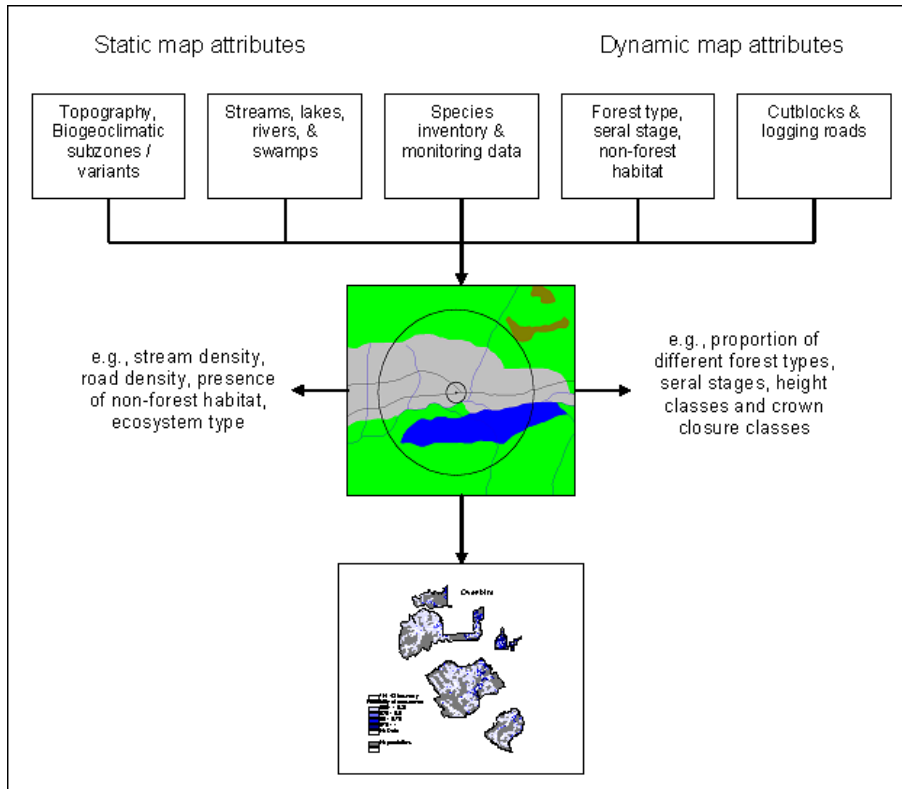 Static map attributes
Dynamic map attributes
Topography,
Biogeoclimatic
subzones /
variants
Streams, lakes,
rivers, &
swamps
Species
inventory &
monitoring data
Forest type,
seral stage,
non-forest
habitat
Cutblocks &
logging roads
e.g., stream density,
road density, presence
of non-forest habitat,
ecosystem type
e.g., proportion of
different forest types,
seral stages, height
classes and crown
closure classes